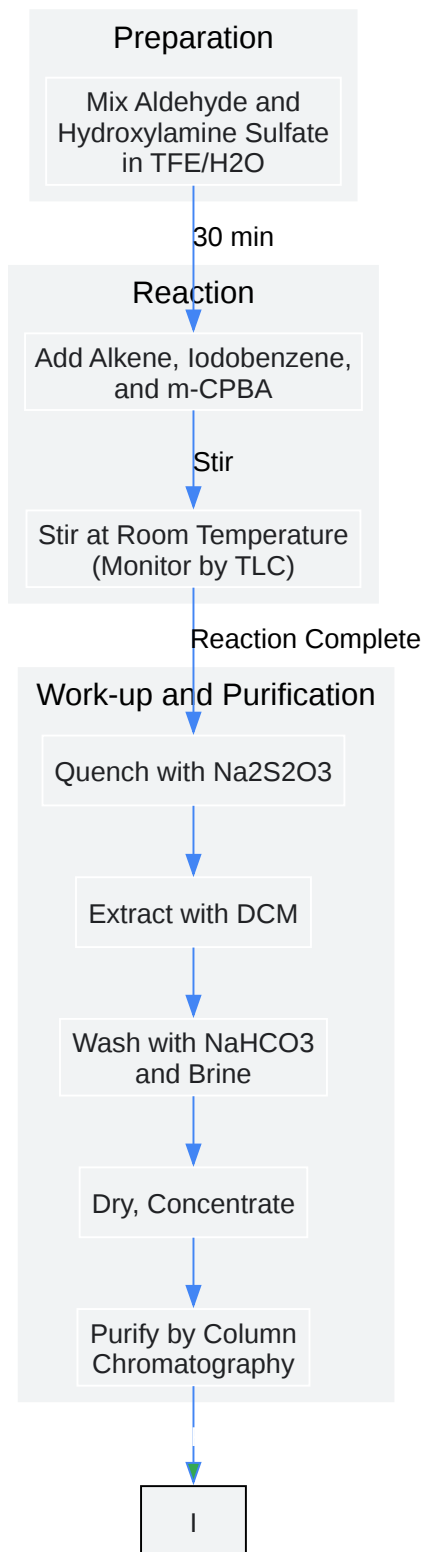 Preparation
Mix Aldehyde and
Hydroxylamine Sulfate
in TFE/H2O
30 min
Reaction
Add Alkene, Iodobenzene,
and m-CPBA
Stir
Stir at Room Temperature
(Monitor by TLC)
Reaction Complete
Work-up and Purification
Quench with Na2S2O3
Extract with DCM
Wash with NaHCO3
and Brine
Dry, Concentrate
Purify by Column
Chromatography
I